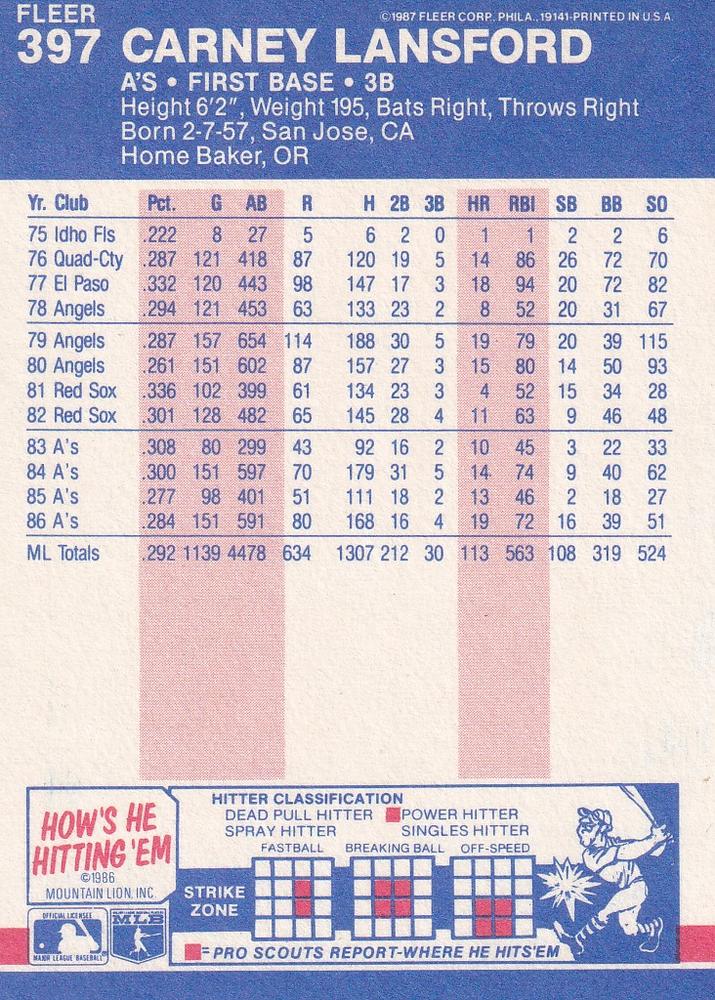 FLEER
©1987 FLEER CORP. PHILA., 19141-PRINTED IN U.S.A.
397 CARNEY LANSFORD
A'S • FIRST BASE • 3B
Height 6'2", Weight 195, Bats Right, Throws Right
Born 2-7-57, San Jose, CA
Home Baker, OR
Yr. Club Pct. G AB R H 2B 3B HR RBI SB BB SO
75 Idho Fls .222 8 27 5 6 2 0 1 1 2 2 6
76 Quad-Cty .287 121 418 87 120 19 5 14 86 26 72 70
77 El Paso .332 120 443 98 147 17 3 18 94 20 72 82
78 Angels .294 121 453 63 133 23 2 8 52 20 31 67
79 Angels .287 157 654 114 188 30 5 19 79 20 39 115
80 Angels .261 151 602 87 157 27 3 15 80 14 50 93
81 Red Sox .336 102 399 61 134 23 3 4 52 15 34 28
82 Red Sox .301 128 482 65 145 28 4 11 63 9 46 48
83 A's .308 80 299 43 92 16 2 10 45 3 22 33
84 A's .300 151 597 70 179 31 5 14 74 9 40 62
85 A's .277 98 401 51 111 18 2 13 46 2 18 27
86 A's .284 151 591 80 168 16 4 19 72 16 39 51
ML Totals .292 1139 4478 634 1307 212 30 113 563 108 319 524
HOW'S HE
HITTING 'EM
©1986
MOUNTAIN LION, INC.
HITTER CLASSIFICATION
DEAD PULL HITTER POWER HITTER
SPRAY HITTER SINGLES HITTER
FASTBALL BREAKING BALL OFF-SPEED
STRIKE
ZONE
OFFICIAL LICENSEE
MAJOR LEAGUE BASEBALL
MLB
= PRO SCOUTS REPORT-WHERE HE HITS 'EM